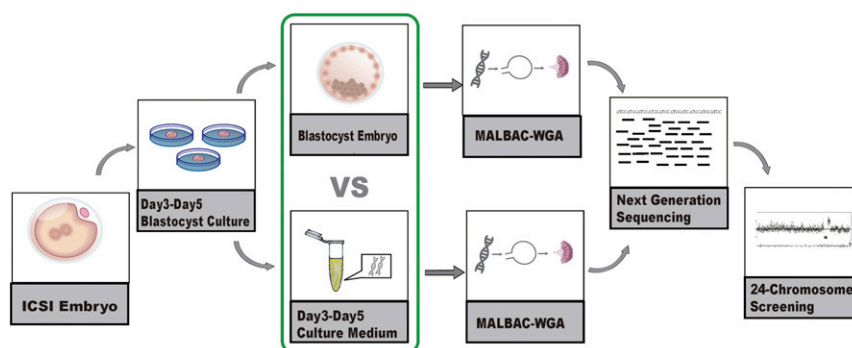 ICSI Embryo
Day3-Day5
Blastocyst Culture
Blastocyst Embryo
VS
Day3-Day5
Culture Medium
MALBAC-WGA
MALBAC-WGA
Next Generation
Sequencing
24-Chromosome
Screening